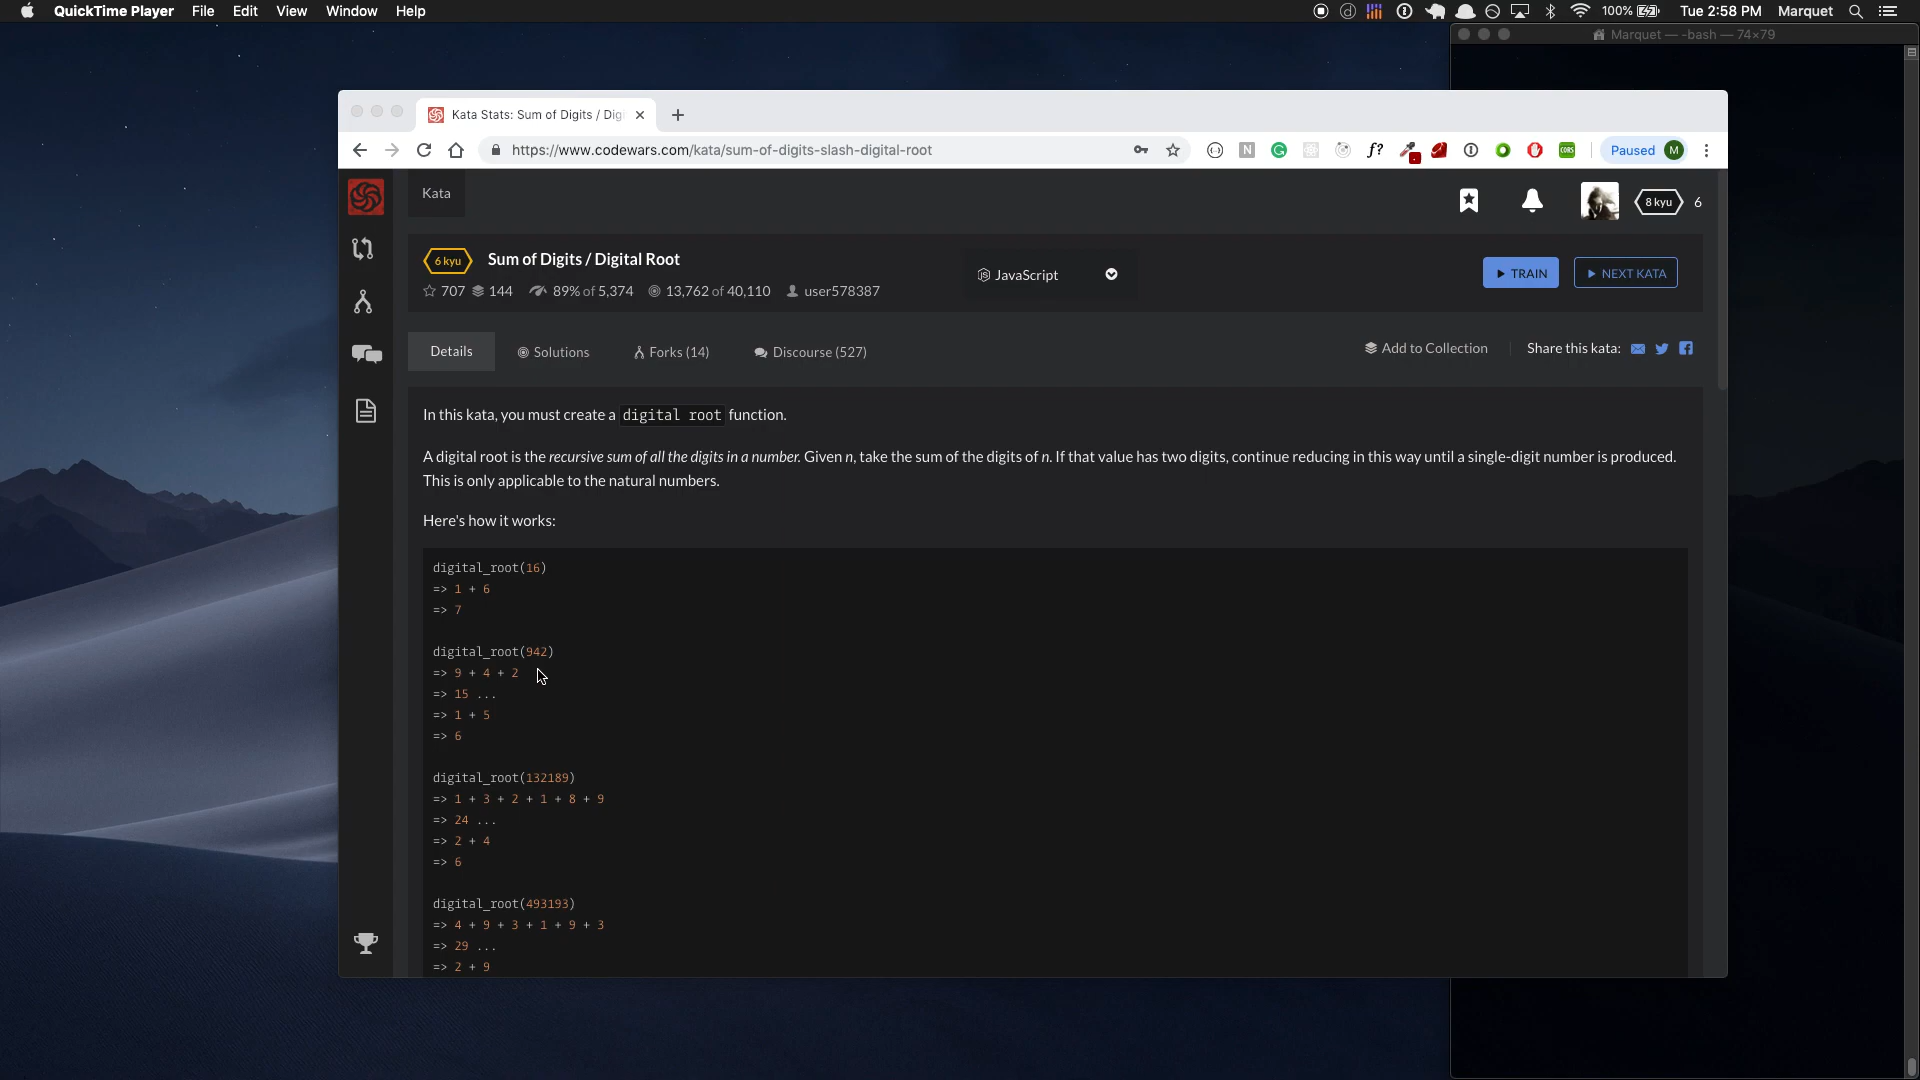 QuickTime Player File Edit View Window Help 100% Tue 2:58 PM Marquet
Marquet — -bash — 74×79
Kata Stats: Sum of Digits / Dig
https://www.codewars.com/kata/sum-of-digits-slash-digital-root Paused M
Kata 8 kyu 6
6 kyu Sum of Digits / Digital Root
JavaScript TRAIN NEXT KATA
707 144 89% of 5,374 13,762 of 40,110 user578387
Details Solutions Forks (14) Discourse (527) Add to Collection Share this kata:
In this kata, you must create a digital root function.
A digital root is the recursive sum of all the digits in a number. Given n, take the sum of the digits of n. If that value has two digits, continue reducing in this way until a single-digit number is produced.
This is only applicable to the natural numbers.
Here's how it works:
digital_root(16)
=> 1 + 6
=> 7
digital_root(942)
=> 9 + 4 + 2
=> 15 ...
=> 1 + 5
=> 6
digital_root(132189)
=> 1 + 3 + 2 + 1 + 8 + 9
=> 24 ...
=> 2 + 4
=> 6
digital_root(493193)
=> 4 + 9 + 3 + 1 + 9 + 3
=> 29 ...
=> 2 + 9